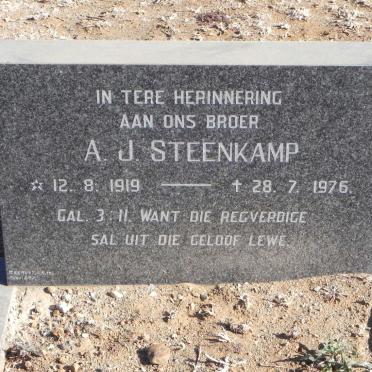 IN TERE HERINNERING
AAN ONS BROER
A. J. STEENKAMP
☆ 12. 8. 1919 —— ✝ 28. 7. 1976.
GAL. 3 : 11. WANT DIE REGVERDIGE
SAL UIT DIE GELOOF LEWE.